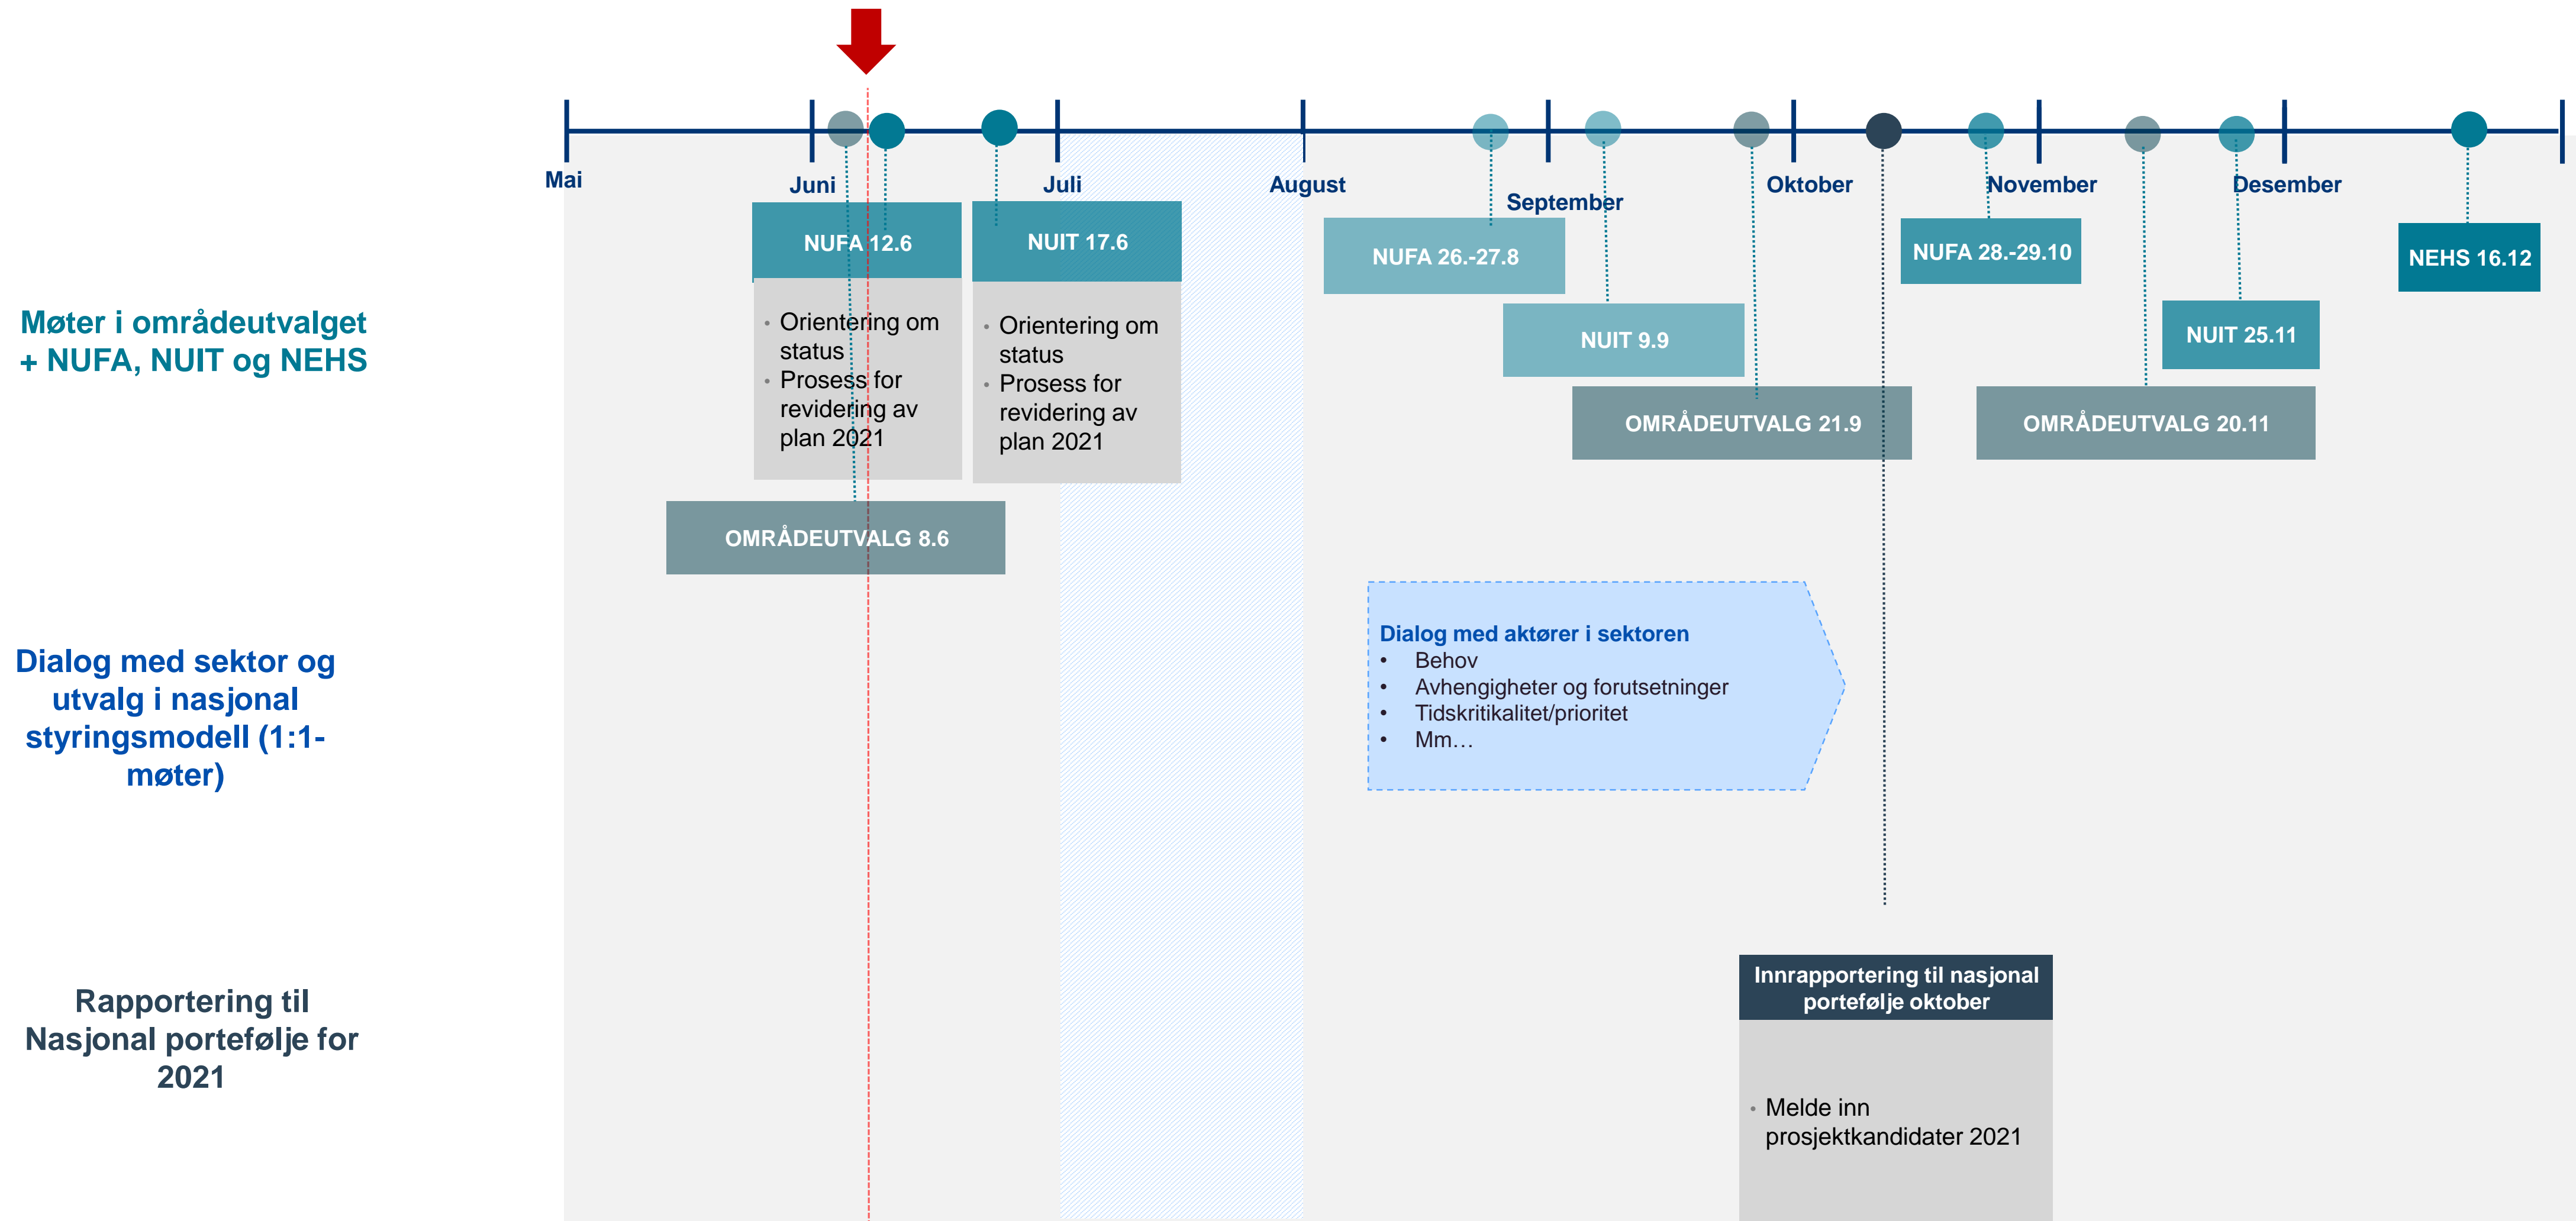 Mai
Juni
Juli
August
September
Oktober
November
Desember
Møter i områdeutvalget
+ NUFA, NUIT og NEHS
NUFA 12.6
• Orientering om
status
• Prosess for
revidering av
plan 2021
NUIT 17.6
• Orientering om
status
• Prosess for
revidering av
plan 2021
OMRÅDEUTVALG 8.6
NUFA 26.-27.8
NUIT 9.9
OMRÅDEUTVALG 21.9
NUFA 28.-29.10
OMRÅDEUTVALG 20.11
NUIT 25.11
NEHS 16.12
Dialog med sektor og
utvalg i nasjonal
styringsmodell (1:1-
møter)
Dialog med aktører i sektoren
• Behov
• Avhengigheter og forutsetninger
• Tidskritikalitet/prioritet
• Mm…
Rapportering til
Nasjonal portefølje for
2021
Innrapportering til nasjonal
portefølje oktober
• Melde inn
prosjektkandidater 2021